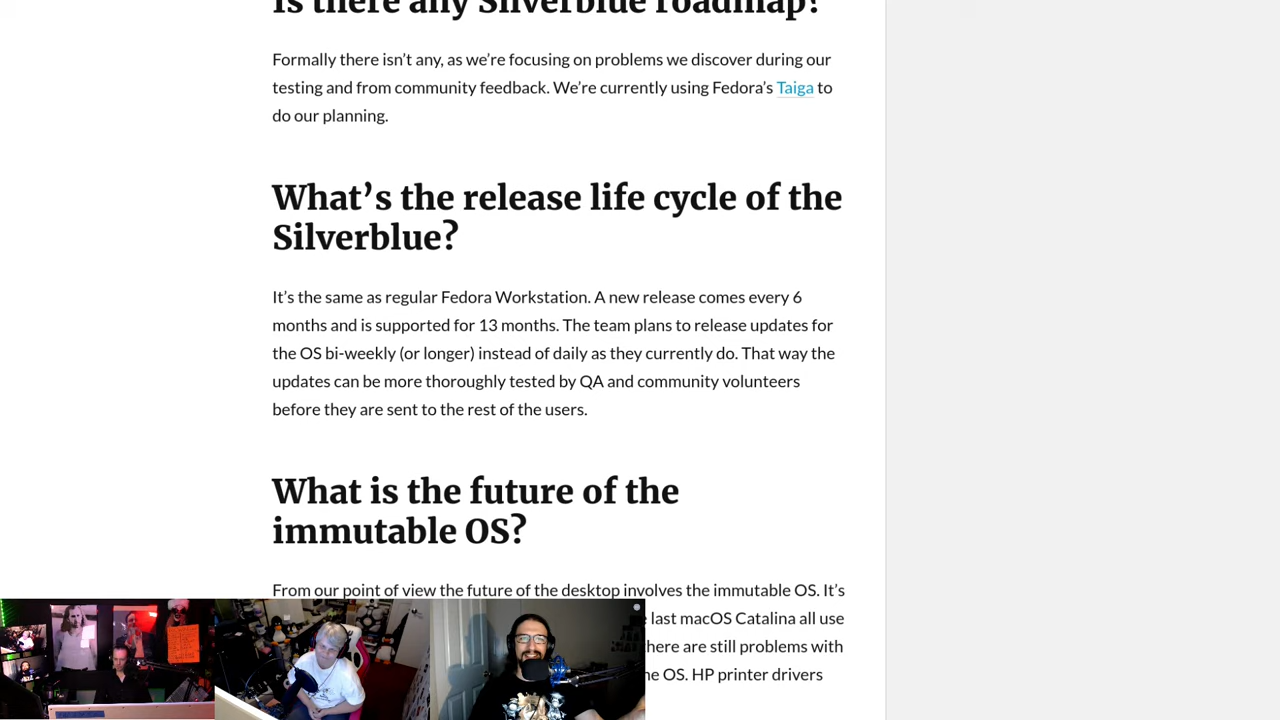 Is there any Silverblue roadmap?
Formally there isn’t any, as we’re focusing on problems we discover during our
testing and from community feedback. We’re currently using Fedora’s Taiga to
do our planning.
What’s the release life cycle of the
Silverblue?
It’s the same as regular Fedora Workstation. A new release comes every 6
months and is supported for 13 months. The team plans to release updates for
the OS bi-weekly (or longer) instead of daily as they currently do. That way the
updates can be more thoroughly tested by QA and community volunteers
before they are sent to the rest of the users.
What is the future of the
immutable OS?
From our point of view the future of the desktop involves the immutable OS. It’s
last macOS Catalina all use
here are still problems with
he OS. HP printer drivers